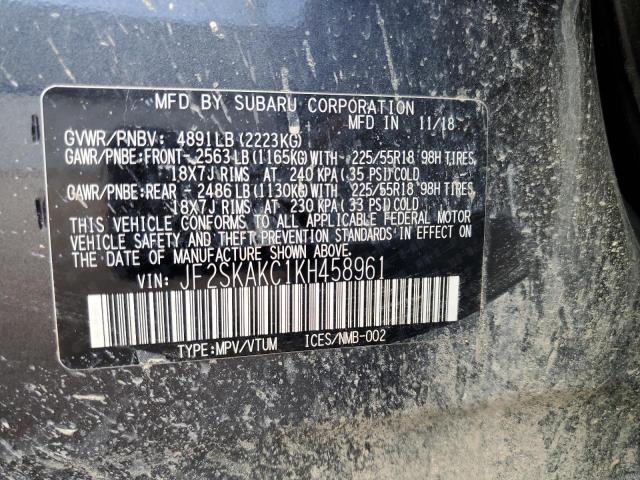 MFD BY SUBARU CORPORATION
MFD IN 11/18
GVWR/PNBV: 4891LB (2223KG)
GAWR/PNBE:FRONT- 2563LB (1165KG) WITH - 225/55R18 98H TIRES,
18X7J RIMS AT 240 KPA (35 PSI) COLD
GAWR/PNBE:REAR - 2486LB (1130KG) WITH - 225/55R18 98H TIRES,
18X7J RIMS AT 230 KPA (33 PSI) COLD
THIS VEHICLE CONFORMS TO ALL APPLICABLE FEDERAL MOTOR
VEHICLE SAFETY AND THEFT PREVENTION STANDARDS IN EFFECT ON
THE DATE OF MANUFACTURE SHOWN ABOVE.
VIN: JF2SKAKC1KH458961
TYPE:MPV/VTUM ICES/NMB-002